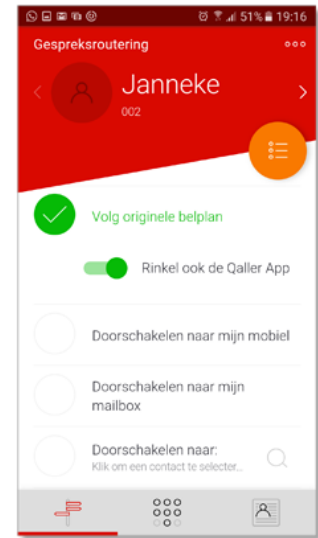 51% 19:16
Gespreksroutering
Janneke
002
Volg originele belplan
Rinkel ook de Qaller App
Doorschakelen naar mijn mobiel
Doorschakelen naar mijn
mailbox
Doorschakelen naar:
Klik om een contact te selecter...